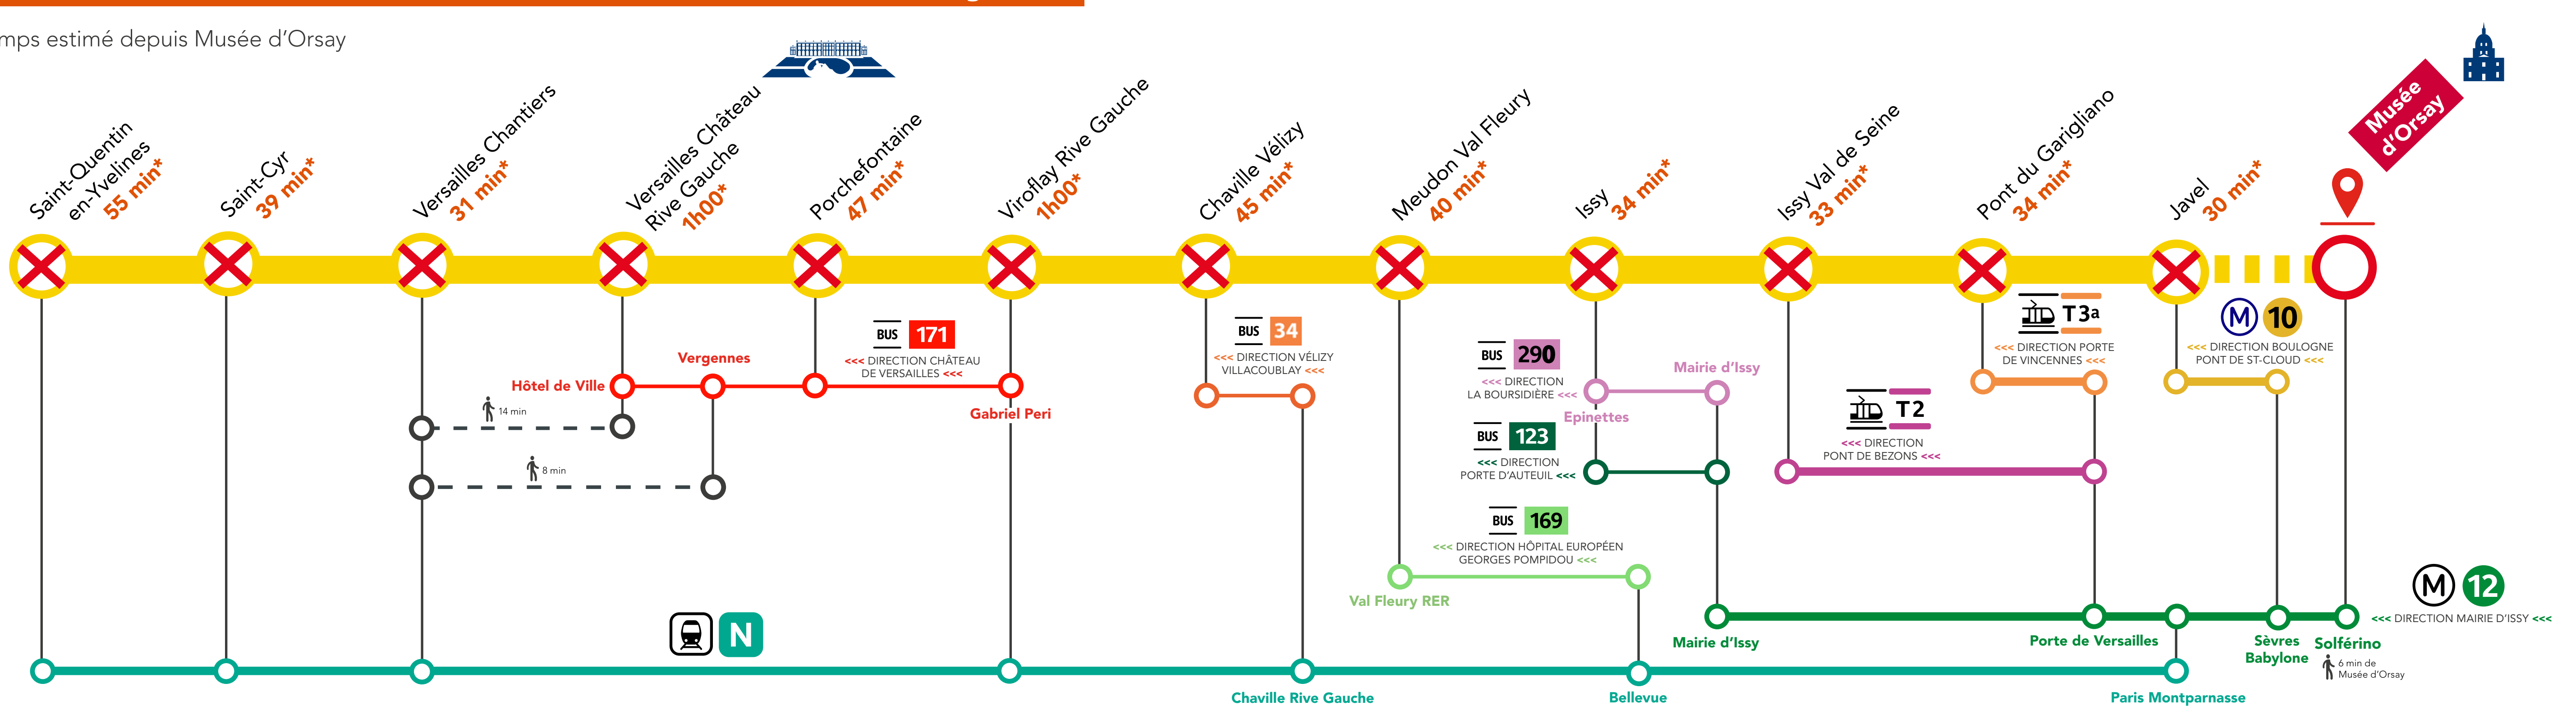 mps estimé depuis Musée d'Orsay
Saint-Quentin
en-Yvelines
55 min*
Saint-Cyr
39 min*
Versailles Chantiers
31 min*
Versailles Château
Rive Gauche
1h00*
Porchefontaine
47 min*
Viroflay Rive Gauche
1h00*
Chaville Vélizy
45 min*
Meudon Val Fleury
40 min*
Issy
34 min*
Issy Val de Seine
33 min*
Pont du Garigliano
34 min*
Javel
30 min*
Musée
d'Orsay
BUS 171
<<< DIRECTION CHÂTEAU
DE VERSAILLES <<<
Vergennes
Hôtel de Ville
Gabriel Peri
14 min
8 min
BUS 34
<<< DIRECTION VÉLIZY
VILLACOUBLAY <<<
BUS 290
<<< DIRECTION
LA BOURSIDIÈRE <<<
Mairie d'Issy
Epinettes
BUS 123
<<< DIRECTION
PORTE D'AUTEUIL <<<
BUS 169
<<< DIRECTION HÔPITAL EUROPÉEN
GEORGES POMPIDOU <<<
Val Fleury RER
T2
<<< DIRECTION
PONT DE BEZONS <<<
T3a
<<< DIRECTION PORTE
DE VINCENNES <<<
M 10
<<< DIRECTION BOULOGNE
PONT DE ST-CLOUD <<<
M 12
<<< DIRECTION MAIRIE D'ISSY <<<
Mairie d'Issy
Porte de Versailles
Sèvres
Babylone
Solférino
6 min de
Musée d'Orsay
N
Chaville Rive Gauche
Bellevue
Paris Montparnasse